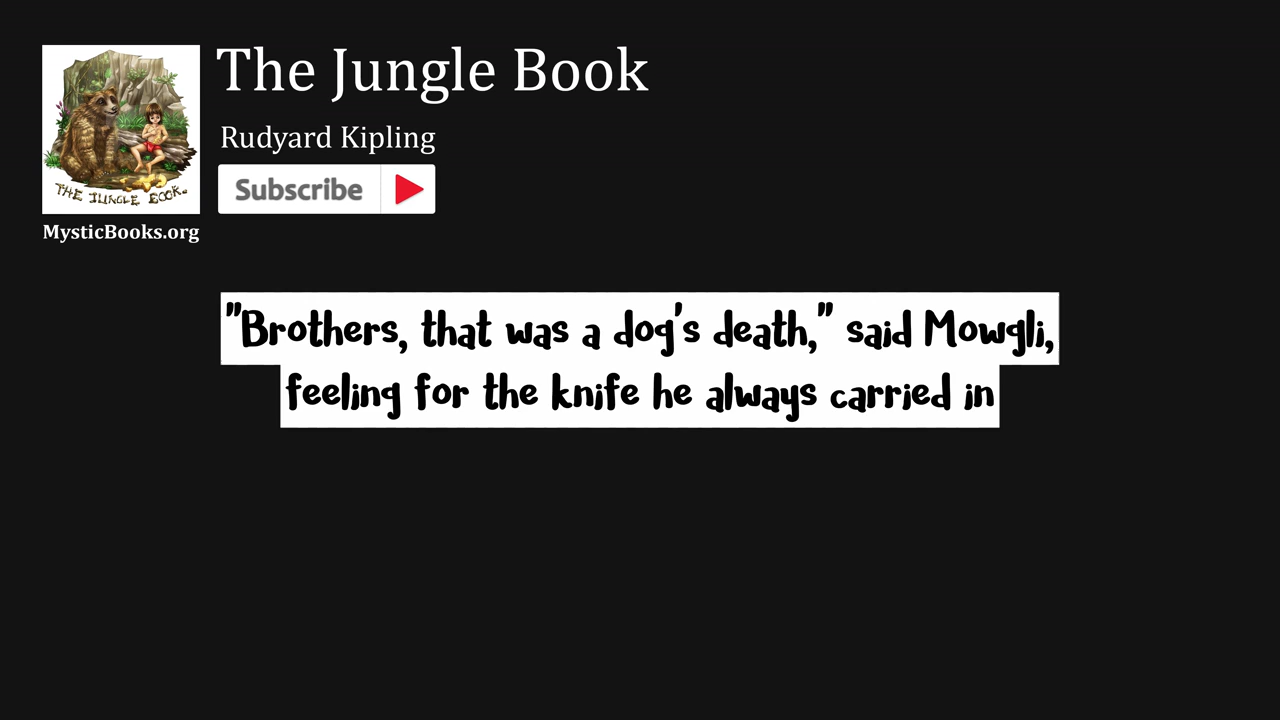 The Jungle Book
Rudyard Kipling
Subscribe
THE JUNGLE BOOK.
MysticBooks.org
"Brothers, that was a dog's death," said Mowgli,
feeling for the knife he always carried in